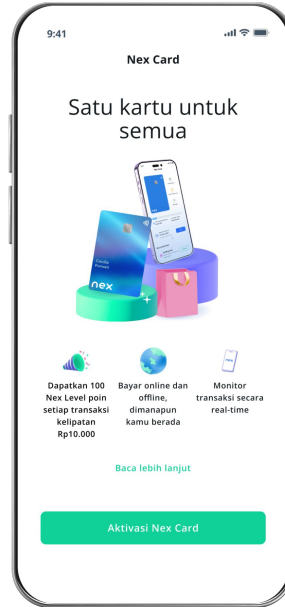 9:41
Nex Card
Satu kartu untuk
semua
nex
Dapatkan 100
Nex Level poin
setiap transaksi
kelipatan
Rp10.000
Bayar online dan
offline,
dimanapun
kamu berada
Monitor
transaksi secara
real-time
Baca lebih lanjut
Aktivasi Nex Card